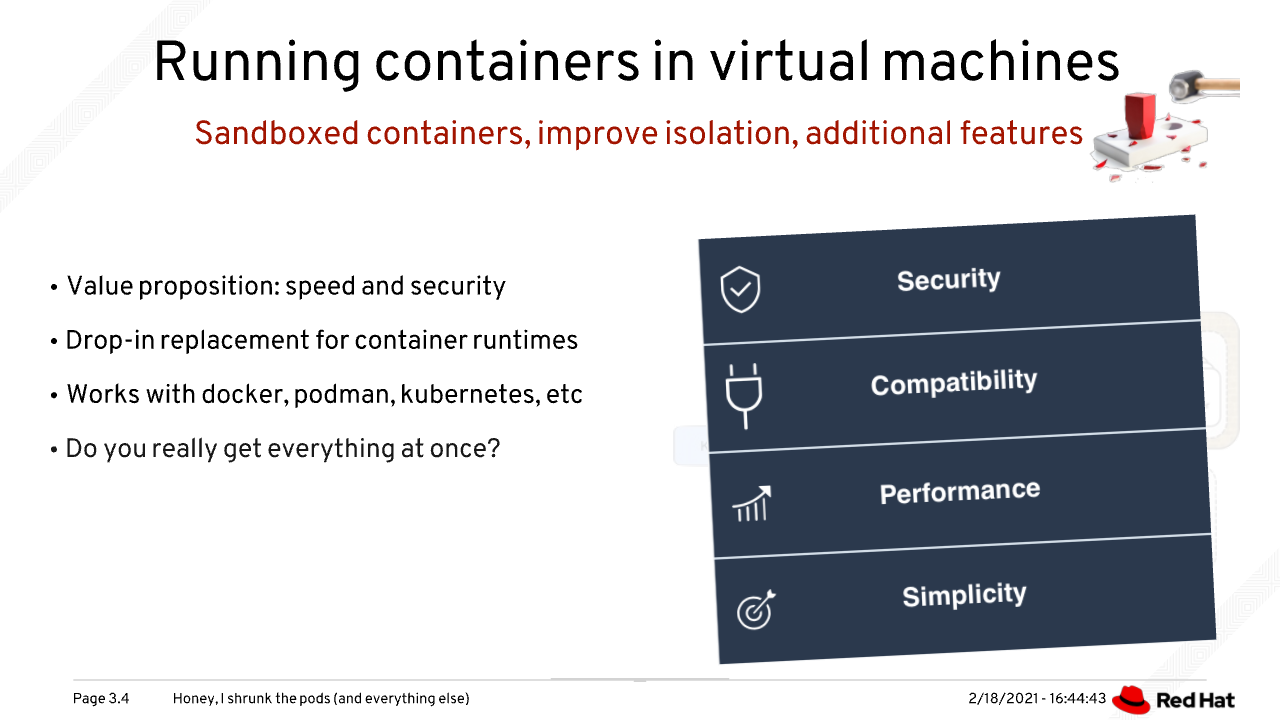 Running containers in virtual machines
Sandboxed containers, improve isolation, additional features
• Value proposition: speed and security
• Drop-in replacement for container runtimes
• Works with docker, podman, kubernetes, etc
• Do you really get everything at once?
Security
Compatibility
Performance
Simplicity
Page 3.4
Honey, I shrunk the pods (and everything else)
2/18/2021 - 16:44:43
Red Hat